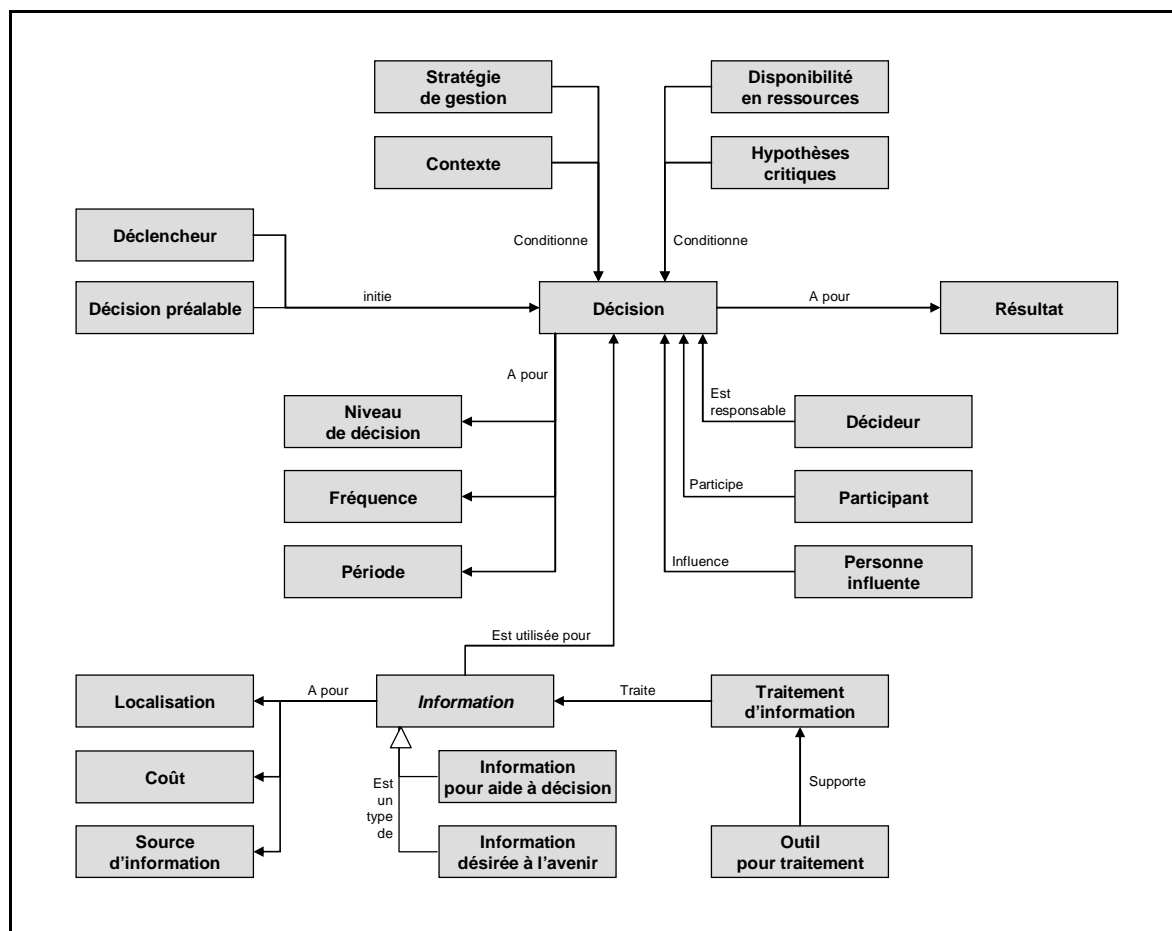 Stratégie
de gestion
Disponibilité
en ressources
Contexte
Hypothèses
critiques
Déclencheur
Conditionne
Conditionne
Décision préalable
initie
Décision
A pour
Résultat
A pour
Niveau
de décision
Est
responsable
Décideur
Fréquence
Participe
Participant
Période
Influence
Personne
influente
Est utilisée pour
Localisation
A pour
Information
Traite
Traitement
d'information
Coût
Est
un
type
de
Information
pour aide à décision
Supporte
Source
d'information
Information
désirée à l'avenir
Outil
pour traitement